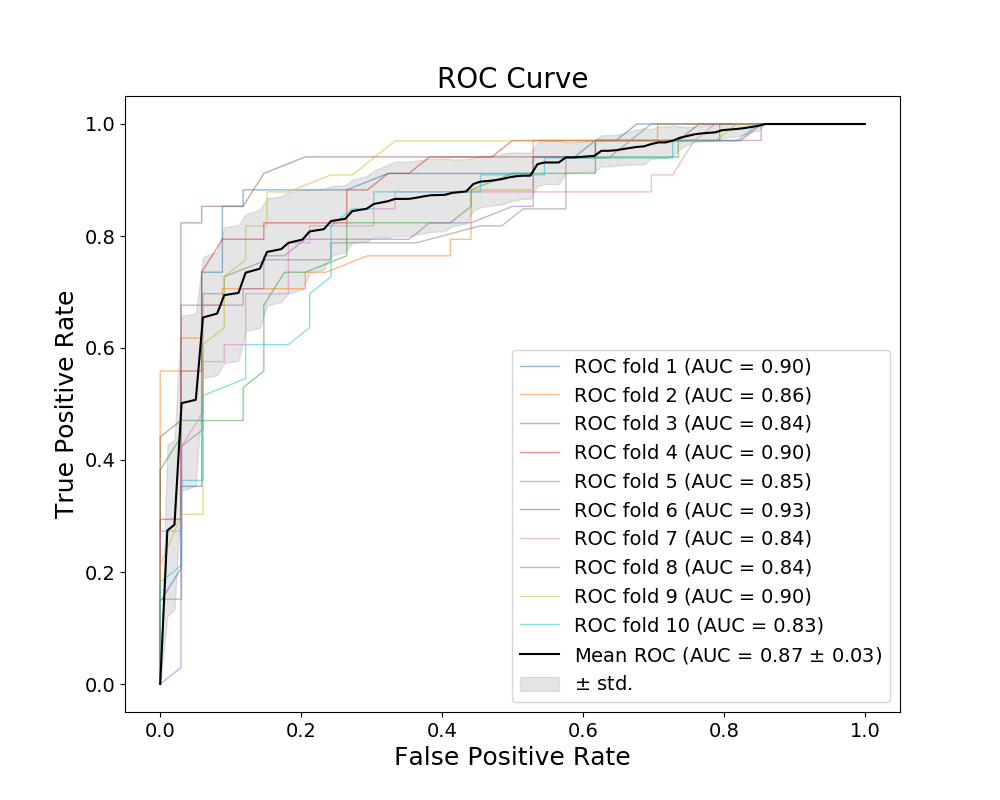 ROC Curve
True Positive Rate
1.0
0.8
0.6
0.4
0.2
0.0
ROC fold 1 (AUC = 0.90)
ROC fold 2 (AUC = 0.86)
ROC fold 3 (AUC = 0.84)
ROC fold 4 (AUC = 0.90)
ROC fold 5 (AUC = 0.85)
ROC fold 6 (AUC = 0.93)
ROC fold 7 (AUC = 0.84)
ROC fold 8 (AUC = 0.84)
ROC fold 9 (AUC = 0.90)
ROC fold 10 (AUC = 0.83)
Mean ROC (AUC = 0.87 ± 0.03)
± std.
0.0 0.2 0.4 0.6 0.8 1.0
False Positive Rate